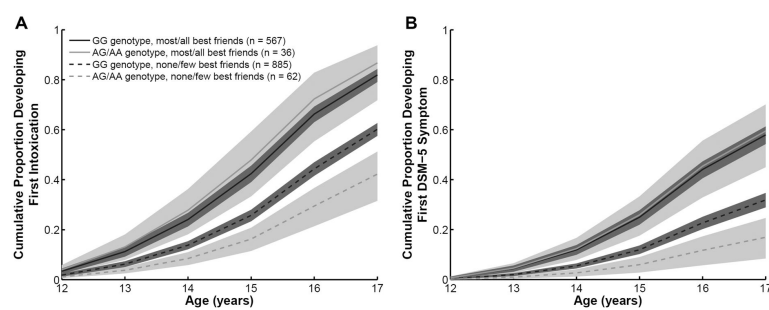 A
B
GG genotype, most/all best friends (n = 567)
AG/AA genotype, most/all best friends (n = 36)
GG genotype, none/few best friends (n = 885)
AG/AA genotype, none/few best friends (n = 62)
Cumulative Proportion Developing
First Intoxication
1
0.8
0.6
0.4
0.2
0
12
13
14
15
16
17
Age (years)
Cumulative Proportion Developing
First DSM−5 Symptom
1
0.8
0.6
0.4
0.2
0
12
13
14
15
16
17
Age (years)